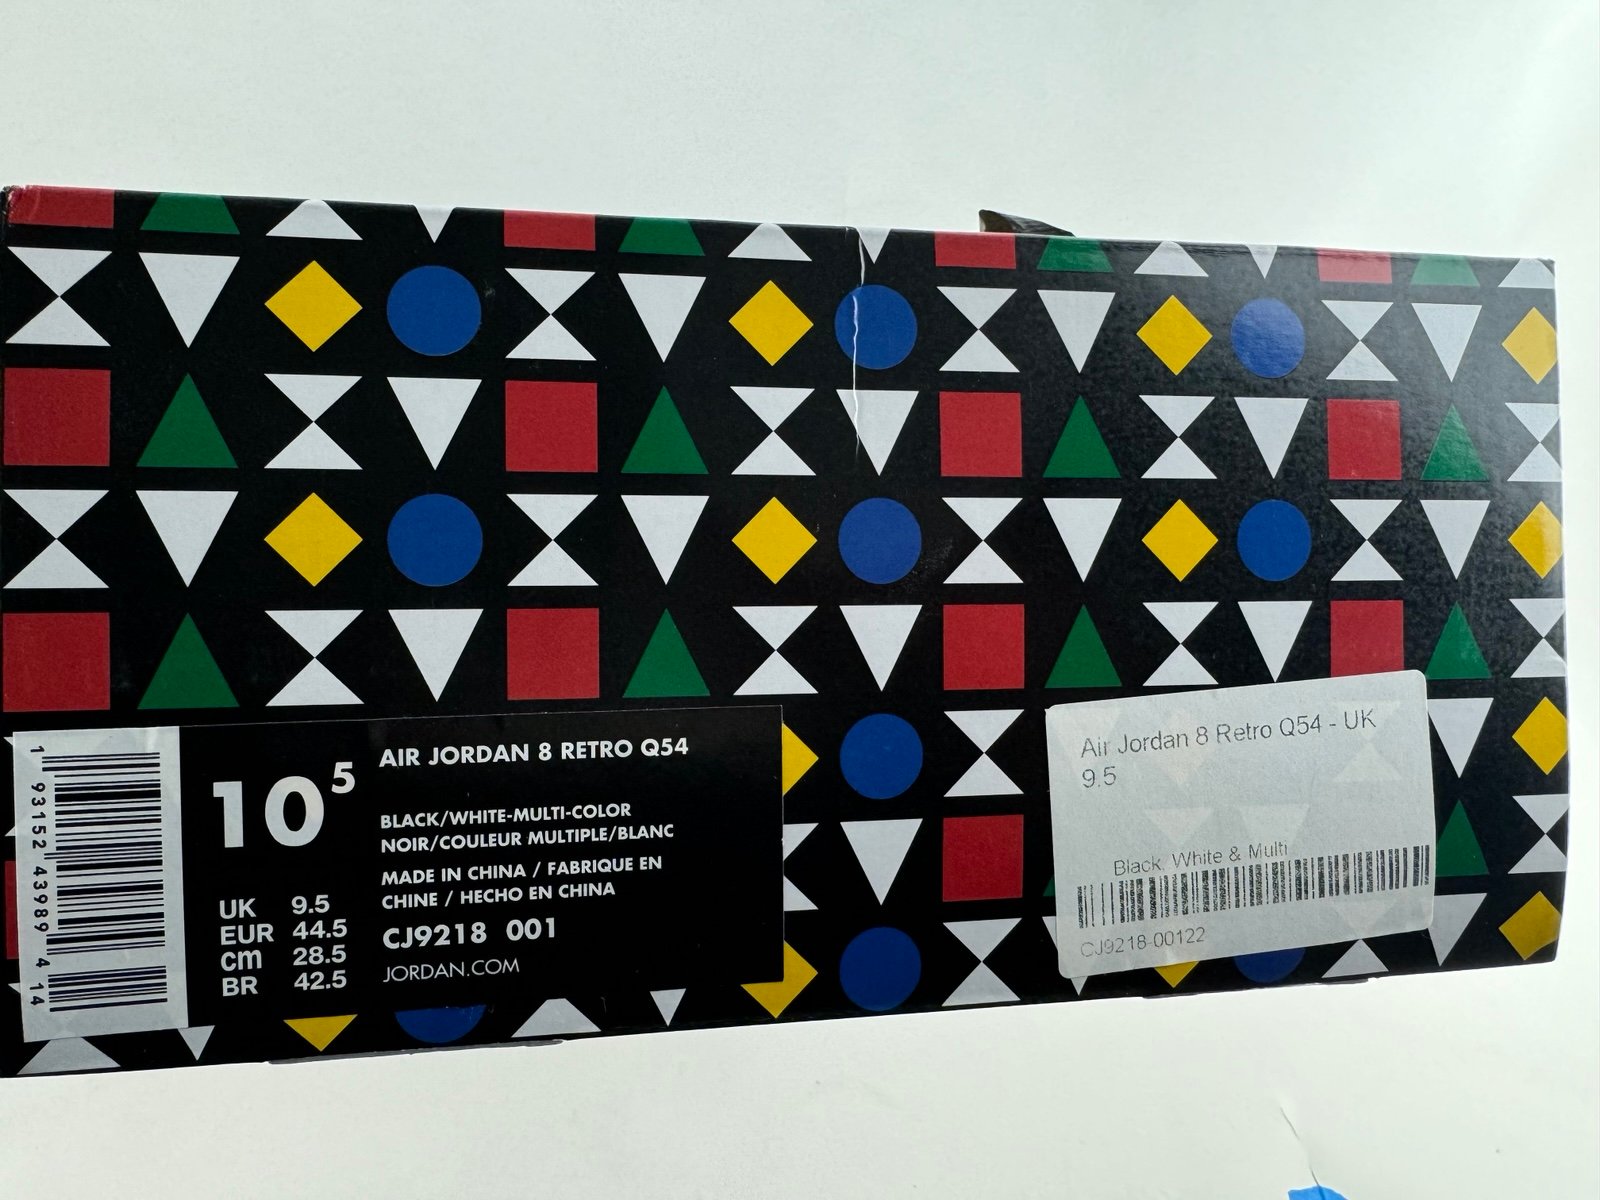 1 93152 43989 4 14
10⁵
UK 9.5
EUR 44.5
cm 28.5
BR 42.5
AIR JORDAN 8 RETRO Q54
BLACK/WHITE-MULTI-COLOR
NOIR/COULEUR MULTIPLE/BLANC
MADE IN CHINA / FABRIQUE EN
CHINE / HECHO EN CHINA
CJ9218 001
JORDAN.COM
Air Jordan 8 Retro Q54 - UK
9.5
Black, White & Multi
CJ9218-00122